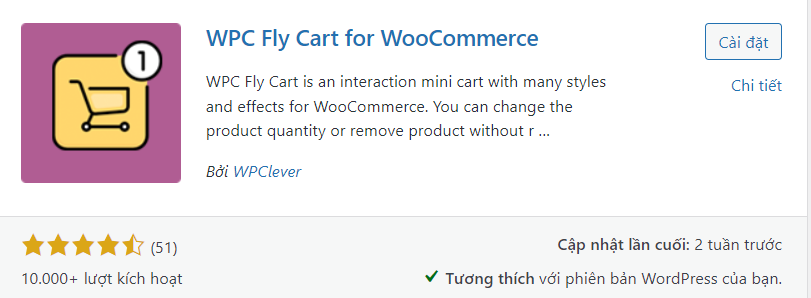 1
WPC Fly Cart for WooCommerce
Cài đặt
WPC Fly Cart is an interaction mini cart with many styles
and effects for WooCommerce. You can change the
product quantity or remove product without r ...
Chi tiết
Bởi WPClever
(51)
Cập nhật lần cuối: 2 tuần trước
10.000+ lượt kích hoạt
Tương thích với phiên bản WordPress của bạn.